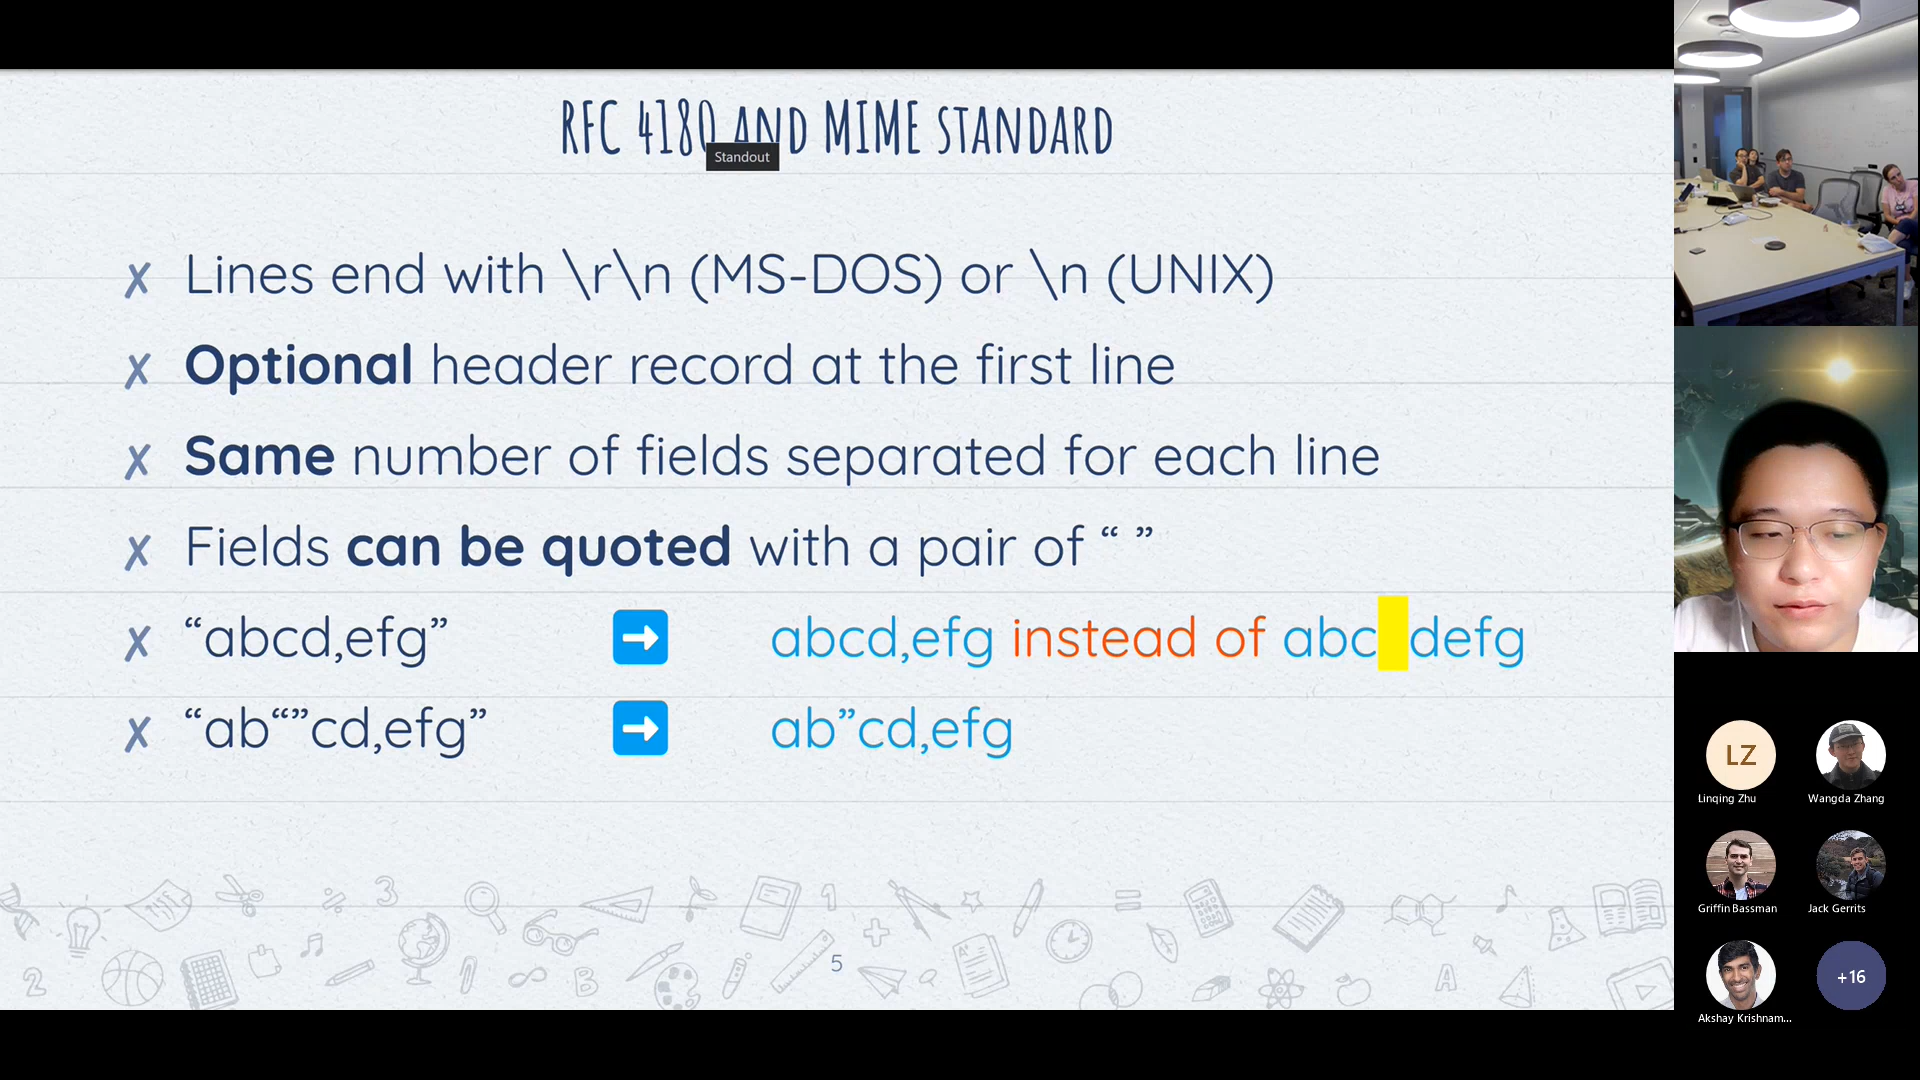 RFC 4180 AND MIME STANDARD
Standout
✗ Lines end with \r\n (MS-DOS) or \n (UNIX)
✗ Optional header record at the first line
✗ Same number of fields separated for each line
✗ Fields can be quoted with a pair of “ ”
✗ “abcd,efg” ➡ abcd,efg instead of abc defg
✗ “ab“”cd,efg” ➡ ab”cd,efg
5
LZ
Linqing Zhu
Wangda Zhang
Griffin Bassman
Jack Gerrits
Akshay Krishnam...
+16